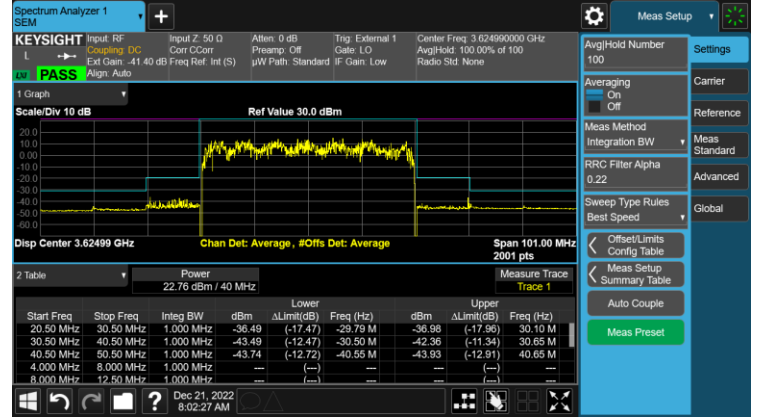 Spectrum Analyzer 1
SEM
Meas Setup
KEYSIGHT
L
LXI
PASS
Input: RF
Coupling: DC
Ext Gain: -41.40 dB
Align: Auto
Input Z: 50 Ω
Corr CCorr
Freq Ref: Int (S)
Atten: 0 dB
Preamp: Off
µW Path: Standard
Trig: External 1
Gate: LO
IF Gain: Low
Center Freq: 3.624990000 GHz
Avg|Hold: 100.00% of 100
Radio Std: None
1 Graph
Scale/Div 10 dB
Ref Value 30.0 dBm
20.0
10.0
0.00
-10.0
-20.0
-30.0
-40.0
-50.0
-60.0
Disp Center 3.62499 GHz
Chan Det: Average, #Offs Det: Average
Span 101.00 MHz
2001 pts
2 Table
Power
22.76 dBm / 40 MHz
Measure Trace
Trace 1
Lower Upper
Start Freq Stop Freq Integ BW dBm ΔLimit(dB) Freq (Hz) dBm ΔLimit(dB) Freq (Hz)
20.50 MHz 30.50 MHz 1.000 MHz -36.49 (-17.47) -29.79 M -36.98 (-17.96) 30.10 M
30.50 MHz 40.50 MHz 1.000 MHz -43.49 (-12.47) -30.50 M -42.36 (-11.34) 30.65 M
40.50 MHz 50.50 MHz 1.000 MHz -43.74 (-12.72) -40.55 M -43.93 (-12.91) 40.65 M
4.000 MHz 8.000 MHz 1.000 MHz --- (---) --- --- (---) ---
8.000 MHz 12.50 MHz 1.000 MHz --- (---) --- --- (---) ---
?
Dec 21, 2022
8:02:27 AM
Avg|Hold Number
100
Averaging
On
Off
Meas Method
Integration BW
RRC Filter Alpha
0.22
Sweep Type Rules
Best Speed
Offset/Limits
Config Table
Meas Setup
Summary Table
Auto Couple
Meas Preset
Settings
Carrier
Reference
Meas
Standard
Advanced
Global